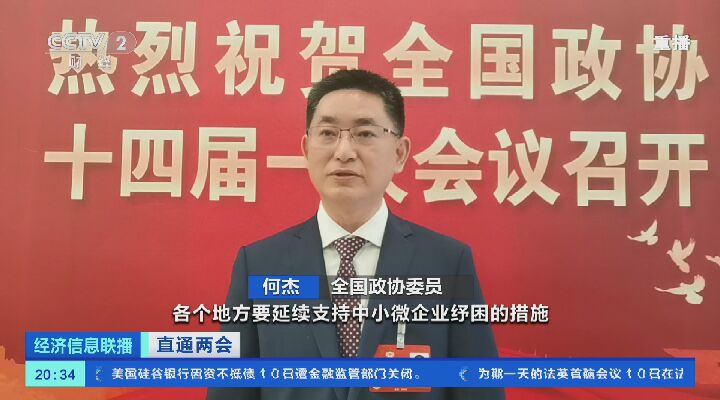 CCTV 2
财经
重播
热烈祝贺全国政协
十四届一次会议召开
何杰 全国政协委员
各个地方要延续支持中小微企业纾困的措施
经济信息联播 直通两会
20:34 美国硅谷银行因资不抵债10日遭金融监管部门关闭。 为期一天的法英首脑会议10日在法